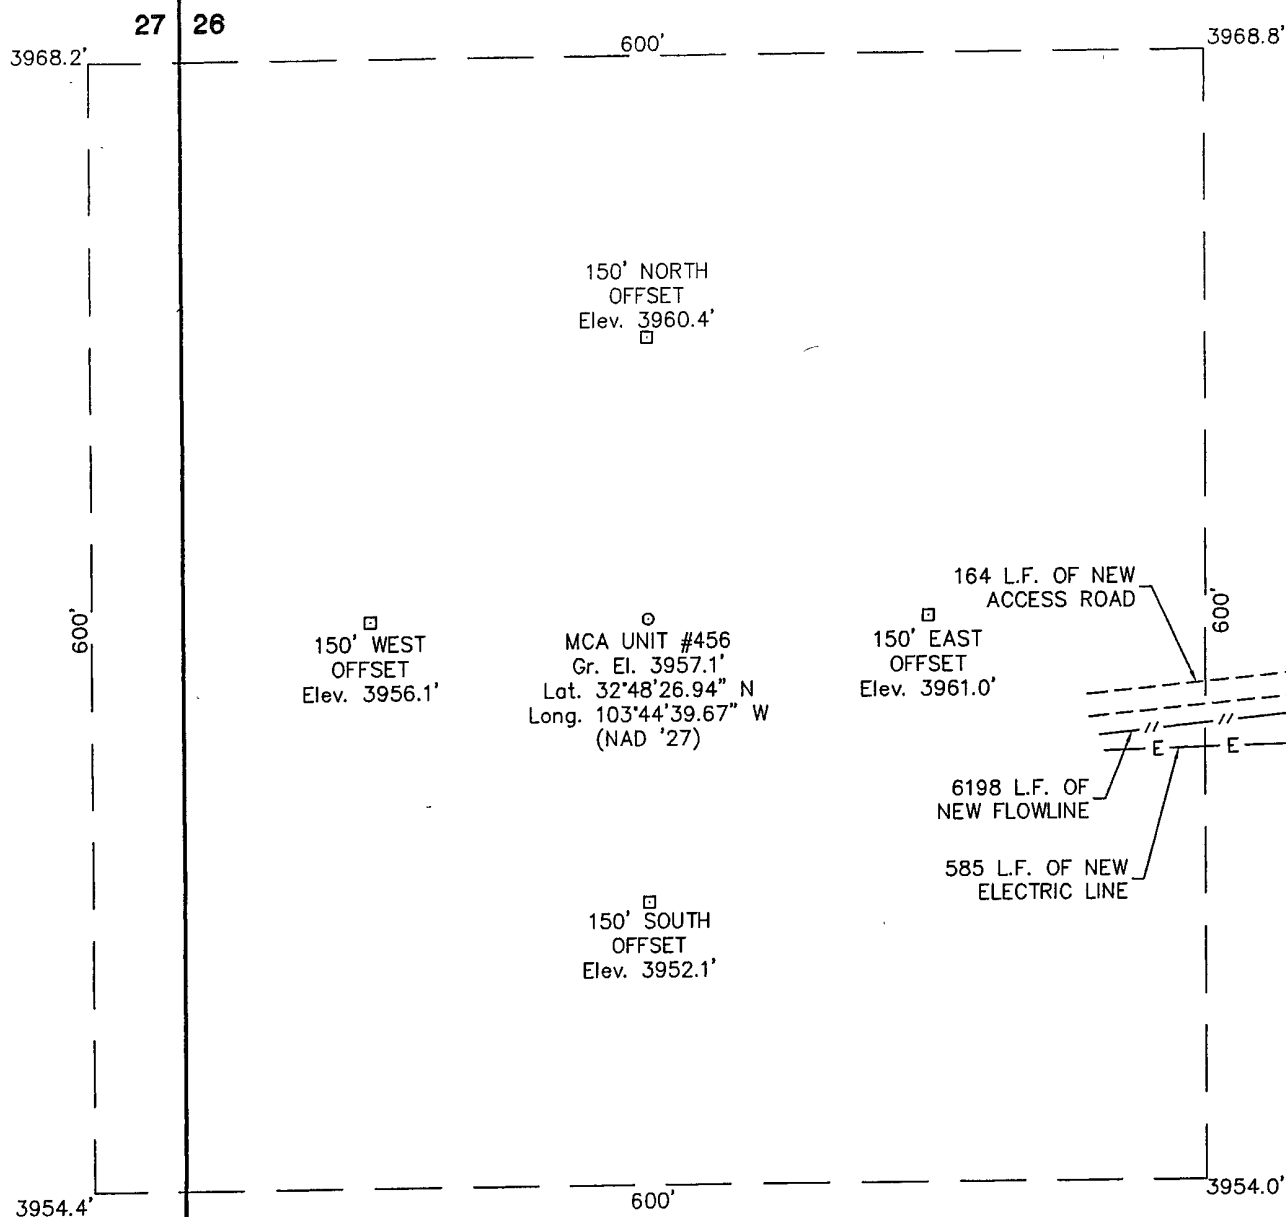 27 26
3968.2'
600'
3968.8'
150' NORTH
OFFSET
Elev. 3960.4'
600'
150' WEST
OFFSET
Elev. 3956.1'
MCA UNIT #456
Gr. El. 3957.1'
Lat. 32°48'26.94" N
Long. 103°44'39.67" W
(NAD '27)
150' EAST
OFFSET
Elev. 3961.0'
164 L.F. OF NEW
ACCESS ROAD
600'
// //
E E
6198 L.F. OF
NEW FLOWLINE
585 L.F. OF NEW
ELECTRIC LINE
150' SOUTH
OFFSET
Elev. 3952.1'
3954.4'
600'
3954.0'